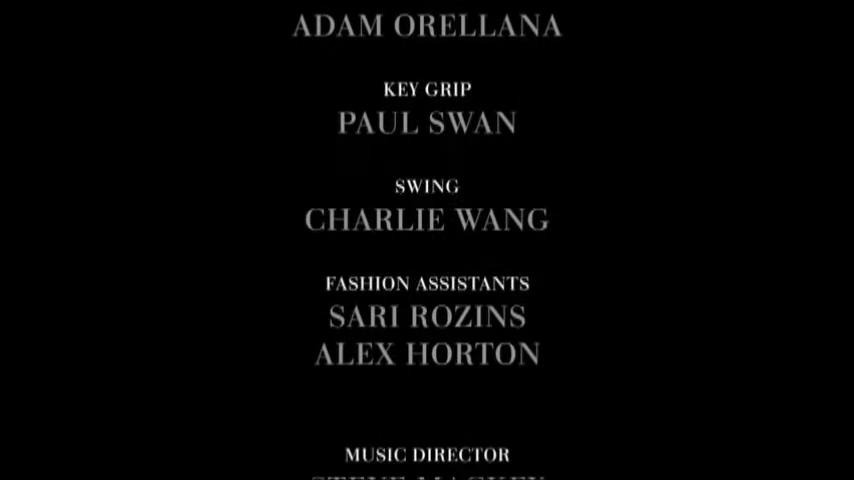 ADAM ORELLANA
KEY GRIP
PAUL SWAN
SWING
CHARLIE WANG
FASHION ASSISTANTS
SARI ROZINS
ALEX HORTON
MUSIC DIRECTOR